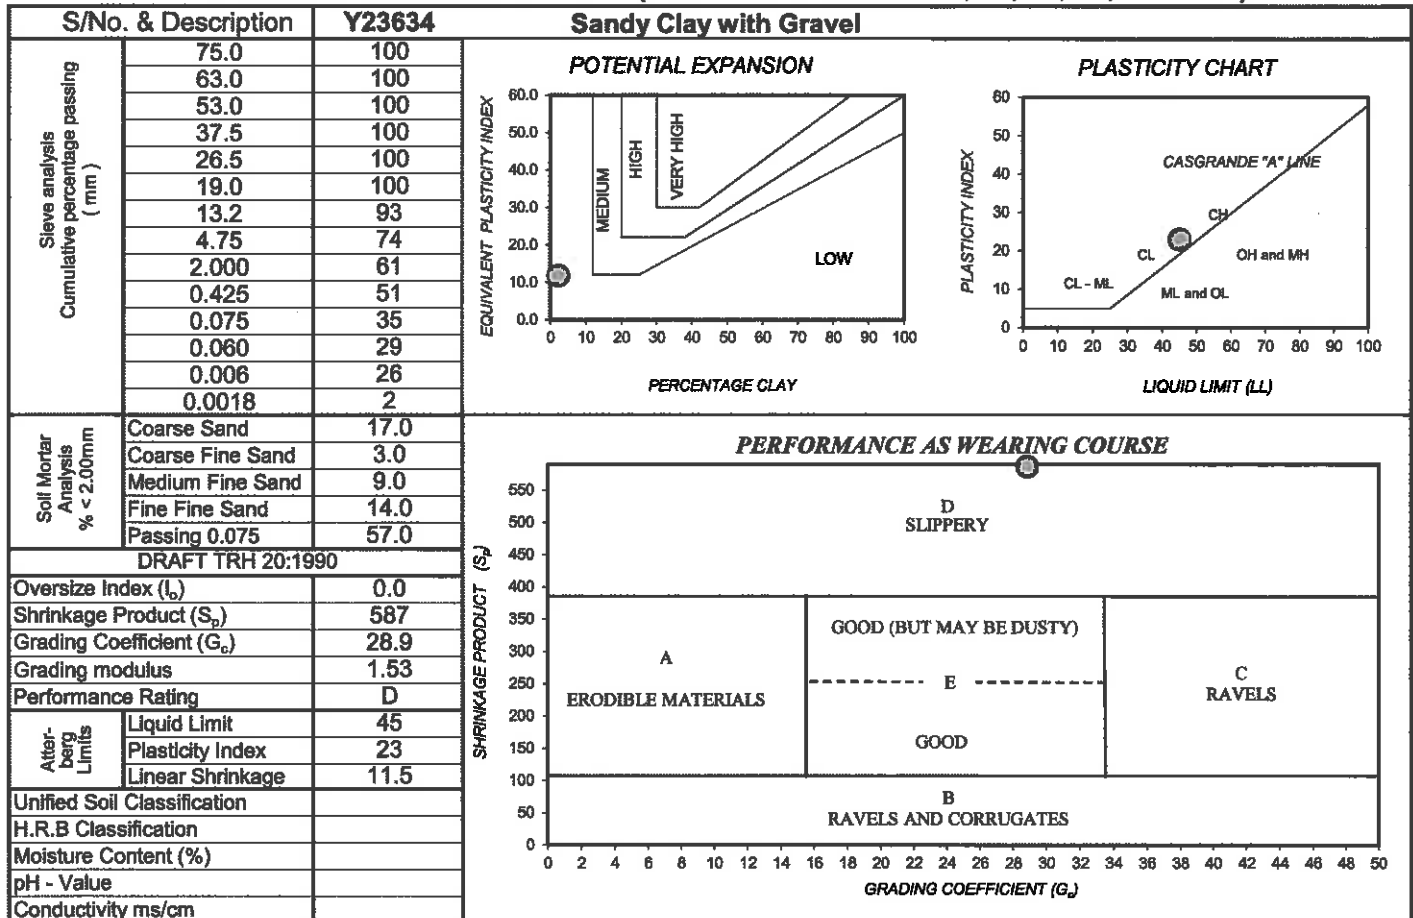 S/No. & Description Y23634 Sandy Clay with Gravel
Sieve analysis
Cumulative percentage passing
( mm )
75.0 100
63.0 100
53.0 100
37.5 100
26.5 100
19.0 100
13.2 93
4.75 74
2.000 61
0.425 51
0.075 35
0.060 29
0.006 26
0.0018 2
Soil Mortar
Analysis
% < 2.00mm
Coarse Sand 17.0
Coarse Fine Sand 3.0
Medium Fine Sand 9.0
Fine Fine Sand 14.0
Passing 0.075 57.0
DRAFT TRH 20:1990
Oversize Index (Iₒ) 0.0
Shrinkage Product (Sₚ) 587
Grading Coefficient (G꜀) 28.9
Grading modulus 1.53
Performance Rating D
Atter-
berg
Limits
Liquid Limit 45
Plasticity Index 23
Linear Shrinkage 11.5
Unified Soil Classification
H.R.B Classification
Moisture Content (%)
pH - Value
Conductivity ms/cm
POTENTIAL EXPANSION
EQUIVALENT PLASTICITY INDEX
60.0
50.0
40.0
30.0
20.0
10.0
0.0
MEDIUM
HIGH
VERY HIGH
LOW
0 10 20 30 40 50 60 70 80 90 100
PERCENTAGE CLAY
PLASTICITY CHART
PLASTICITY INDEX
60
50
40
30
20
10
0
CASGRANDE "A" LINE
CH
CL
OH and MH
CL - ML
ML and OL
0 10 20 30 40 50 60 70 80 90 100
LIQUID LIMIT (LL)
PERFORMANCE AS WEARING COURSE
SHRINKAGE PRODUCT (Sₚ)
550
500
450
400
350
300
250
200
150
100
50
0
D
SLIPPERY
GOOD (BUT MAY BE DUSTY)
A
ERODIBLE MATERIALS
E
C
RAVELS
GOOD
B
RAVELS AND CORRUGATES
0 2 4 6 8 10 12 14 16 18 20 22 24 26 28 30 32 34 36 38 40 42 44 46 48 50
GRADING COEFFICIENT (G꜀)